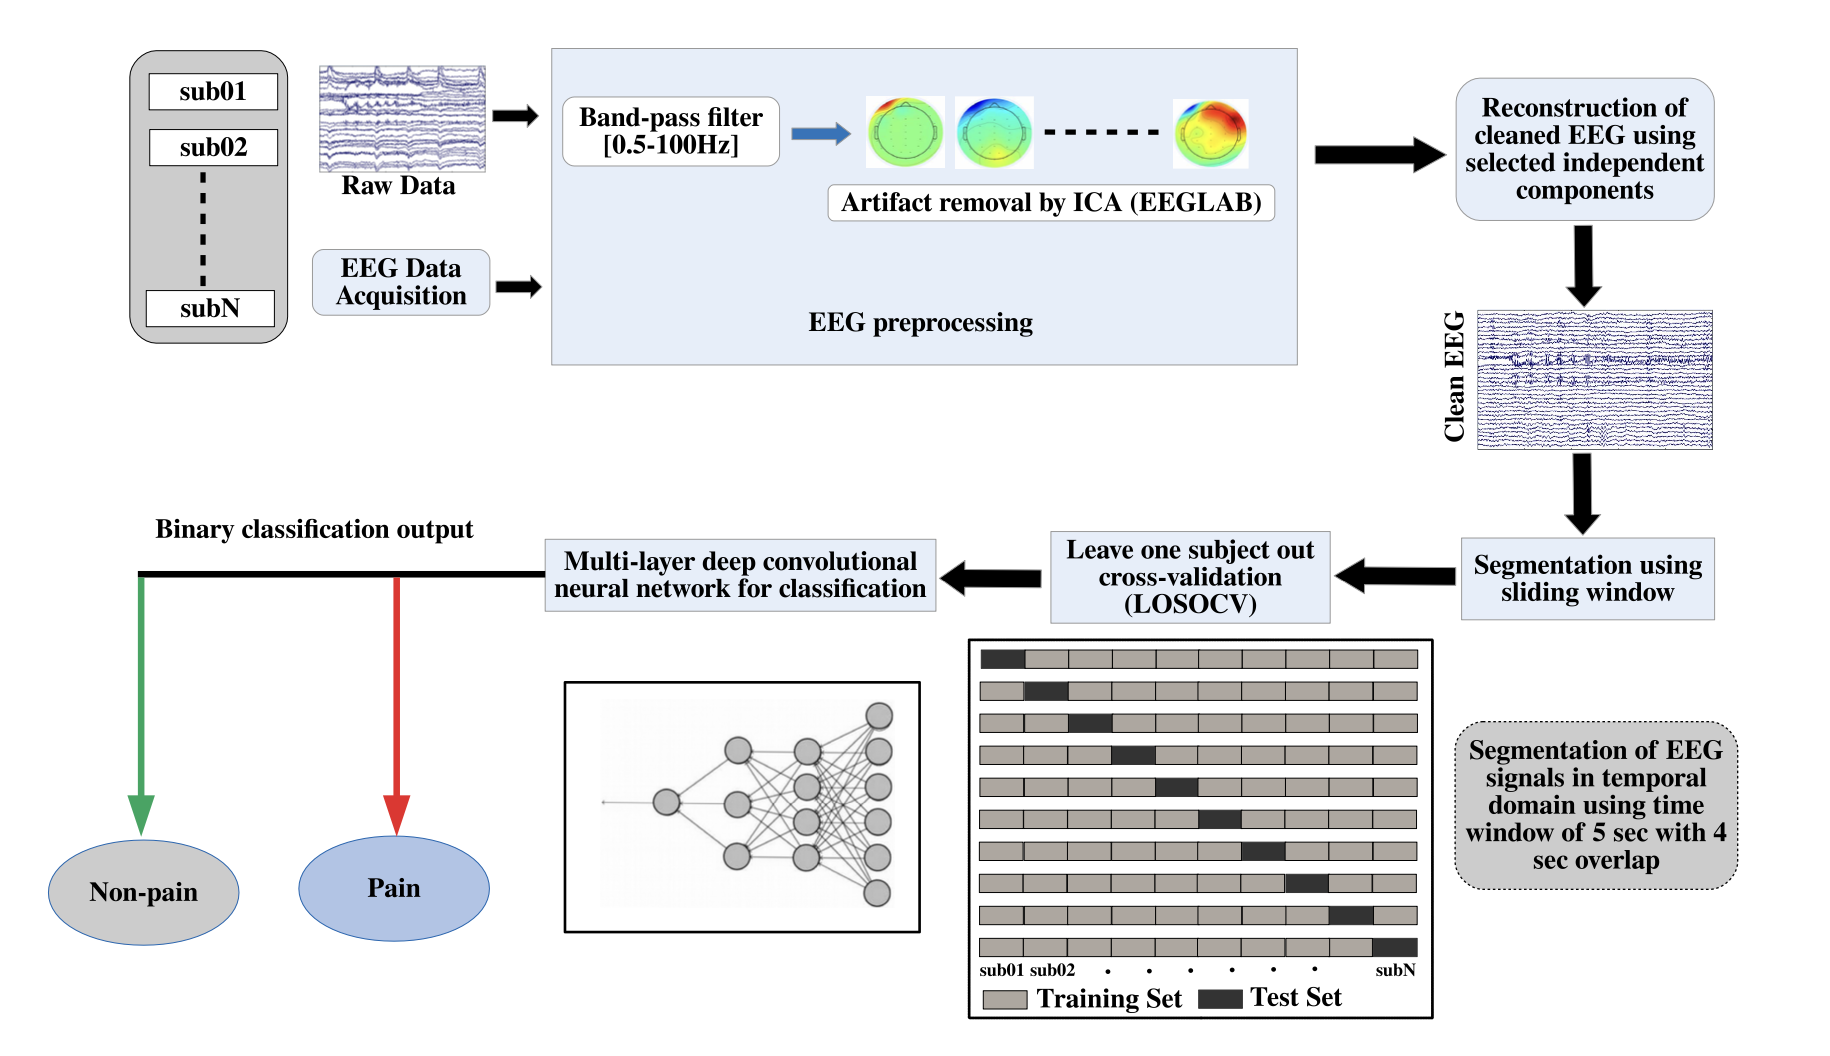 sub01
sub02
subN
Raw Data
EEG Data
Acquisition
Band-pass filter
[0.5-100Hz]
Artifact removal by ICA (EEGLAB)
EEG preprocessing
Reconstruction of
cleaned EEG using
selected independent
components
Clean EEG
Segmentation using
sliding window
Leave one subject out
cross-validation
(LOSOCV)
Multi-layer deep convolutional
neural network for classification
Binary classification output
Non-pain
Pain
sub01 sub02 . . . . . . subN
Training Set
Test Set
Segmentation of EEG
signals in temporal
domain using time
window of 5 sec with 4
sec overlap